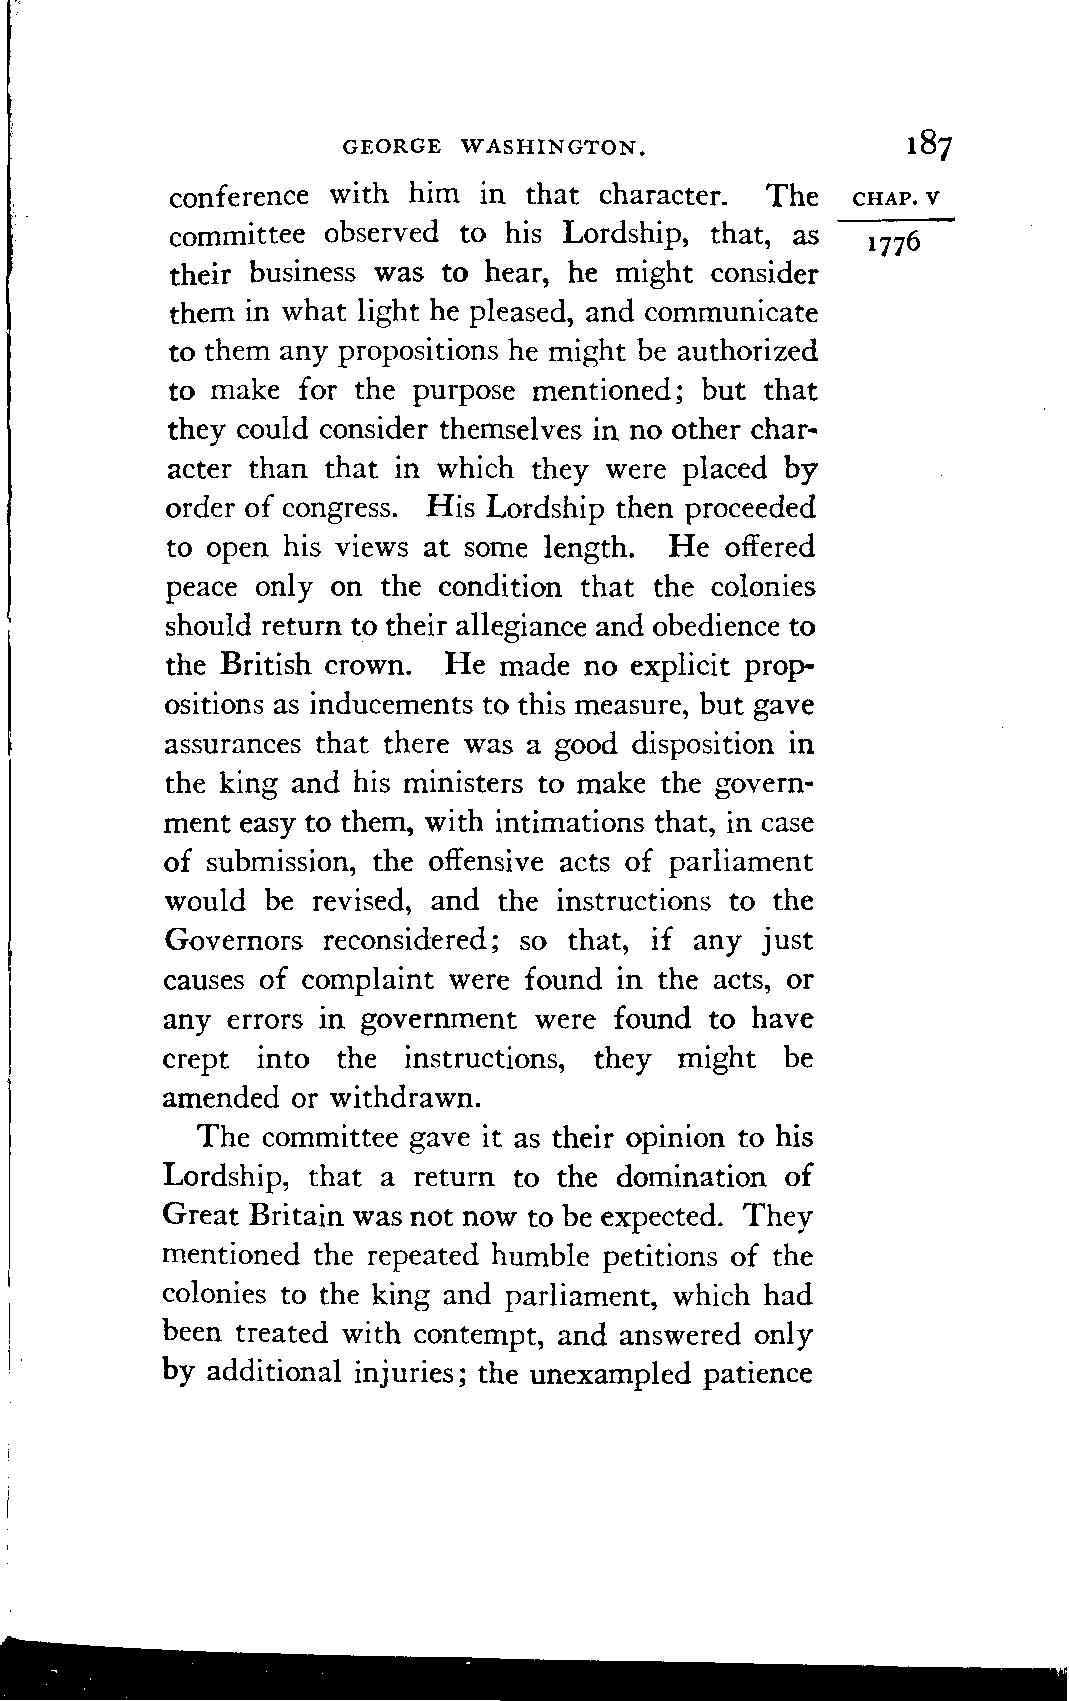 GEORGE WASHINGTON. 187
conference with him in that character. The CHAP. V
committee observed to his Lordship, that, as 1776
their business was to hear, he might consider
them in what light he pleased, and communicate
to them any propositions he might be authorized
to make for the purpose mentioned; but that
they could consider themselves in no other char-
acter than that in which they were placed by
order of congress. His Lordship then proceeded
to open his views at some length. He offered
peace only on the condition that the colonies
should return to their allegiance and obedience to
the British crown. He made no explicit prop-
ositions as inducements to this measure, but gave
assurances that there was a good disposition in
the king and his ministers to make the govern-
ment easy to them, with intimations that, in case
of submission, the offensive acts of parliament
would be revised, and the instructions to the
Governors reconsidered; so that, if any just
causes of complaint were found in the acts, or
any errors in government were found to have
crept into the instructions, they might be
amended or withdrawn.
The committee gave it as their opinion to his
Lordship, that a return to the domination of
Great Britain was not now to be expected. They
mentioned the repeated humble petitions of the
colonies to the king and parliament, which had
been treated with contempt, and answered only
by additional injuries; the unexampled patience